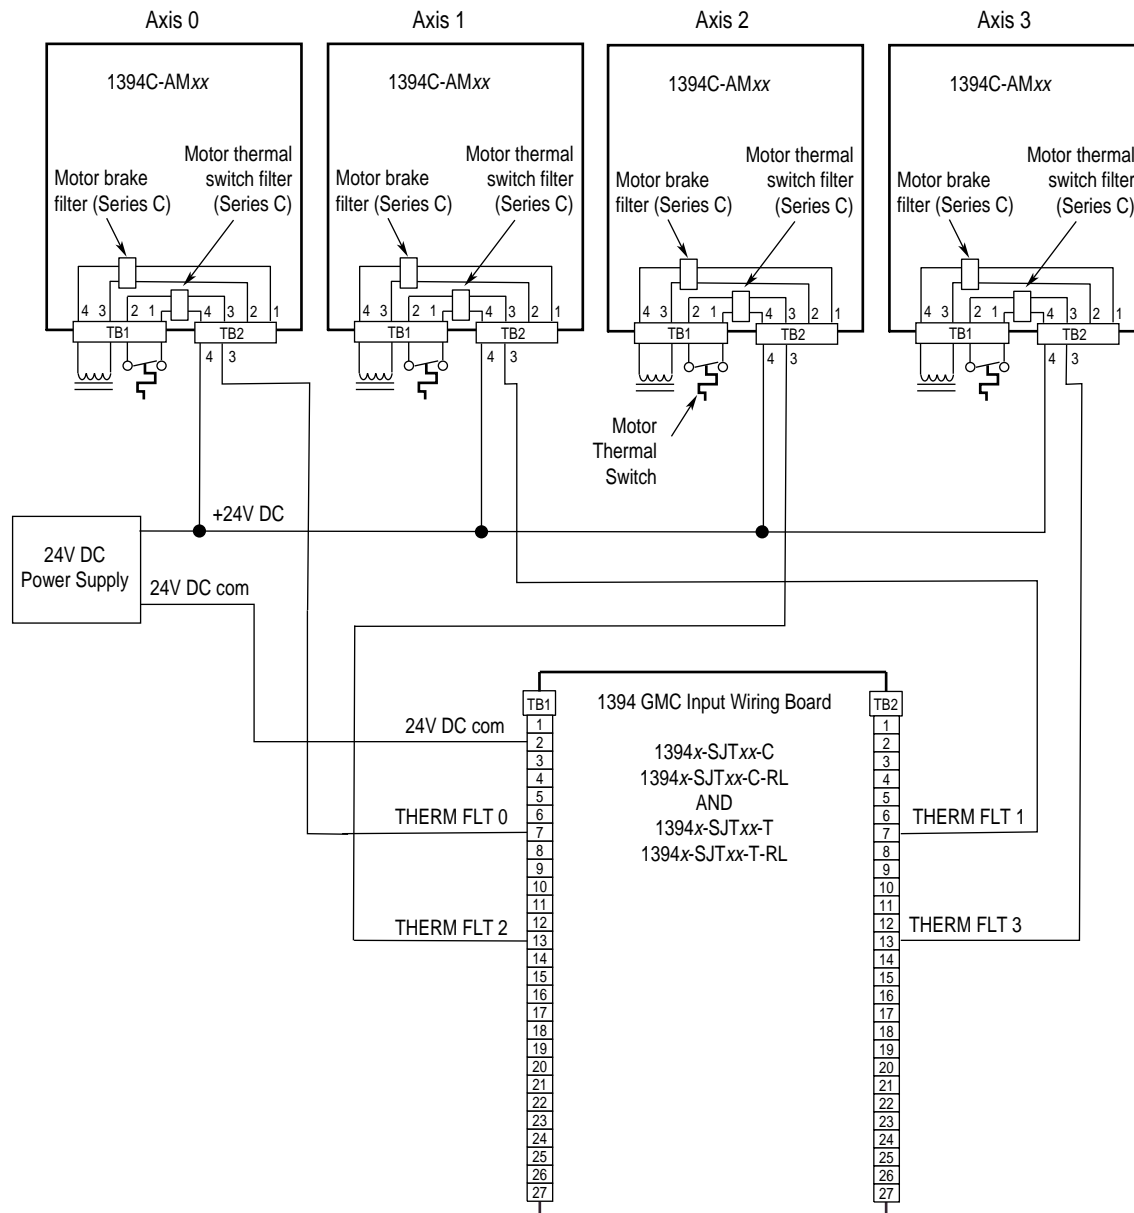 Axis 0 Axis 1 Axis 2 Axis 3
1394C-AMxx 1394C-AMxx 1394C-AMxx 1394C-AMxx
Motor brake
filter (Series C)
Motor thermal
switch filter
(Series C)
Motor brake
filter (Series C)
Motor thermal
switch filter
(Series C)
Motor brake
filter (Series C)
Motor thermal
switch filter
(Series C)
Motor brake
filter (Series C)
Motor thermal
switch filter
(Series C)
4 3 2 1 4 3 2 1
4 3 2 1 4 3 2 1
4 3 2 1 4 3 2 1
4 3 2 1 4 3 2 1
TB1 TB2 TB1 TB2 TB1 TB2 TB1 TB2
4 3 4 3 4 3 4 3
Motor
Thermal
Switch
+24V DC
24V DC
Power Supply
24V DC com
TB1 1394 GMC Input Wiring Board TB2
24V DC com
1394x-SJTxx-C
1394x-SJTxx-C-RL
AND
1394x-SJTxx-T
1394x-SJTxx-T-RL
THERM FLT 0
THERM FLT 1
THERM FLT 2
THERM FLT 3
1 1
2 2
3 3
4 4
5 5
6 6
7 7
8 8
9 9
10 10
11 11
12 12
13 13
14 14
15 15
16 16
17 17
18 18
19 19
20 20
21 21
22 22
23 23
24 24
25 25
26 26
27 27